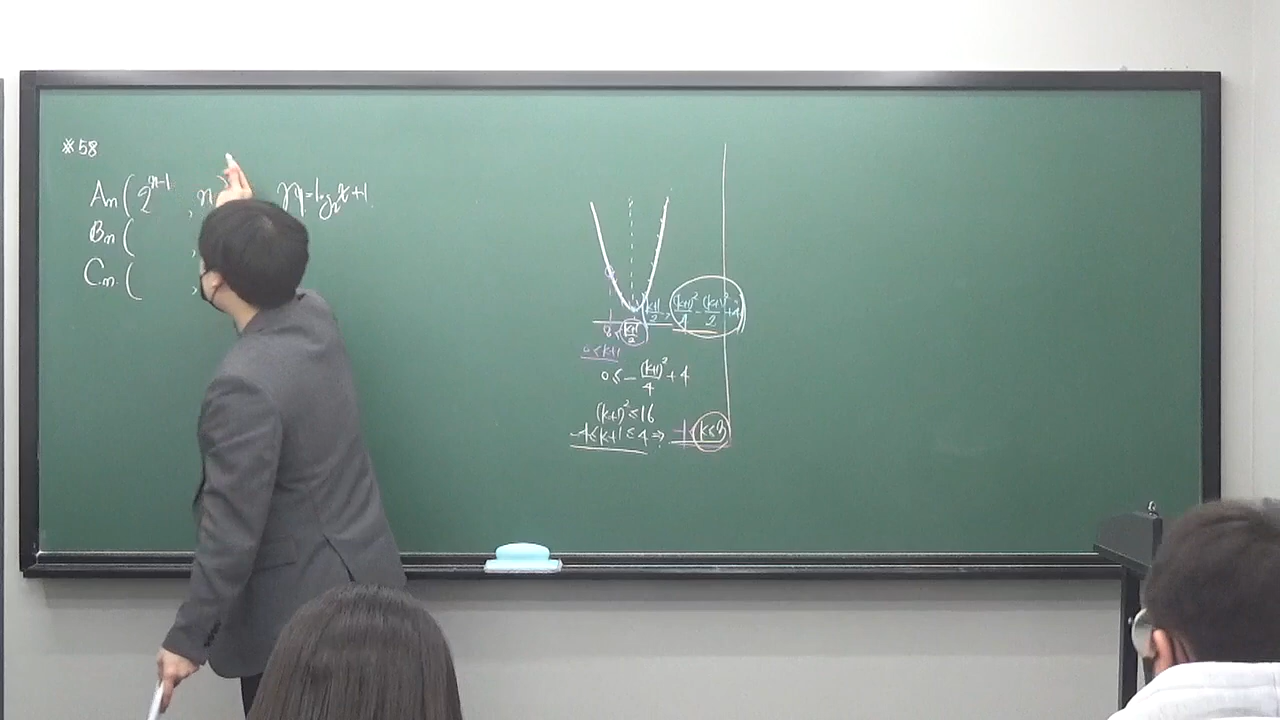 ※58
An(2^{n-1}, n) n=log₂x+1
Bn( ,
Cn( ,
k+1/2, (k+1)²/4 - (k+1)²/2 + 4
0 ≤ k+1/2
0 ≤ k+1
0 ≤ -(k+1)²/4 + 4
(k+1)² ≤ 16
-4 ≤ k+1 ≤ 4 ⇒ -1 ≤ k ≤ 3